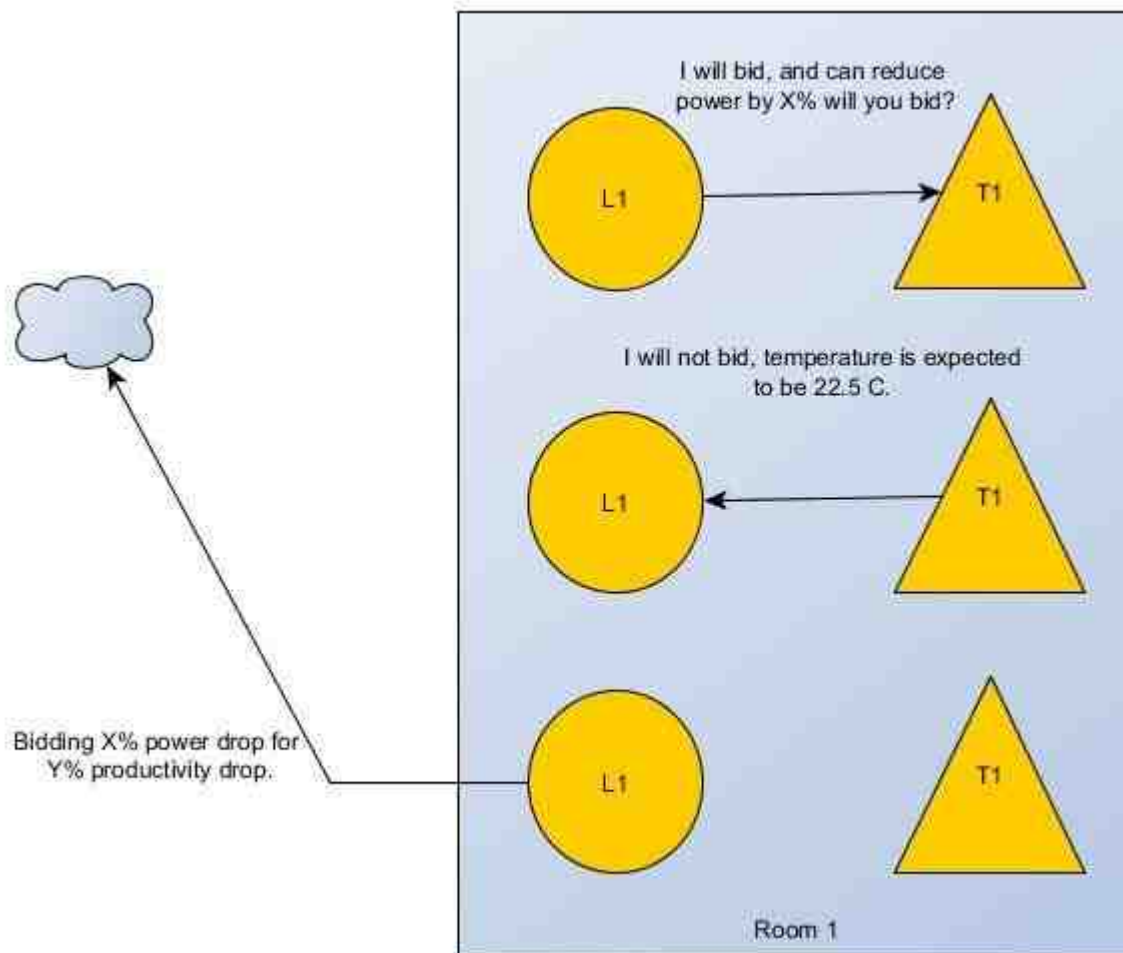 I will bid, and can reduce
power by X% will you bid?
L1
T1
I will not bid, temperature is expected
to be 22.5 C.
L1
T1
Bidding X% power drop for
Y% productivity drop.
L1
T1
Room 1